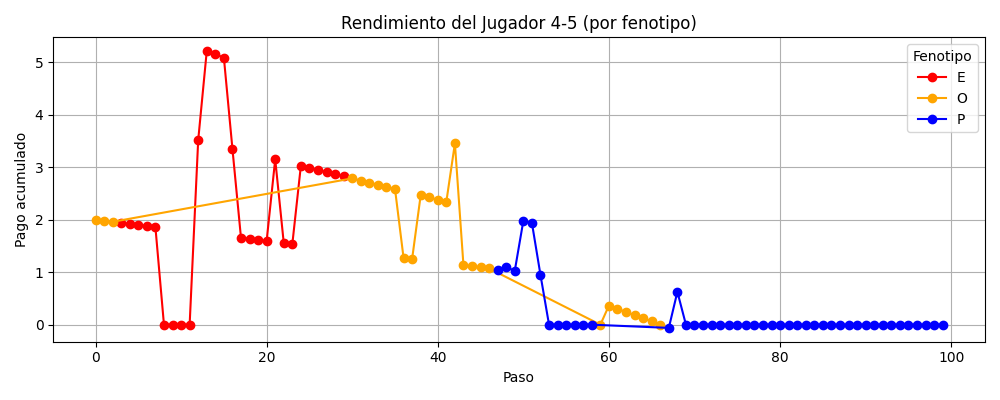 Rendimiento del Jugador 4-5 (por fenotipo)
Pago acumulado
5
4
3
2
1
0
0 20 40 60 80 100
Paso
Fenotipo
E
O
P